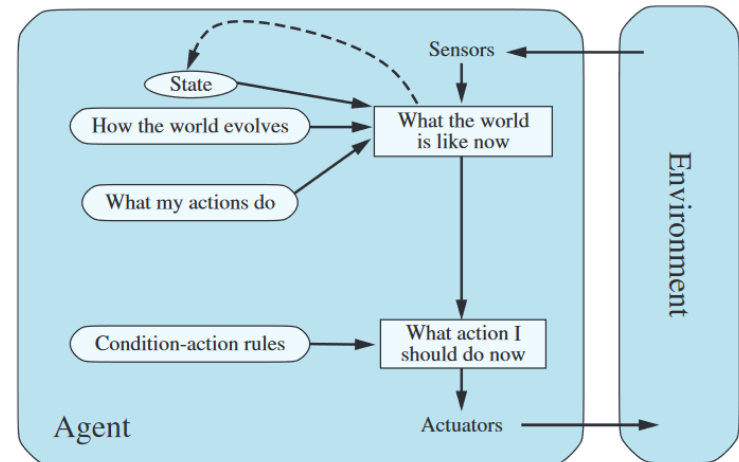 Sensors
State
How the world evolves
What the world
is like now
What my actions do
Environment
Condition-action rules
What action I
should do now
Agent
Actuators